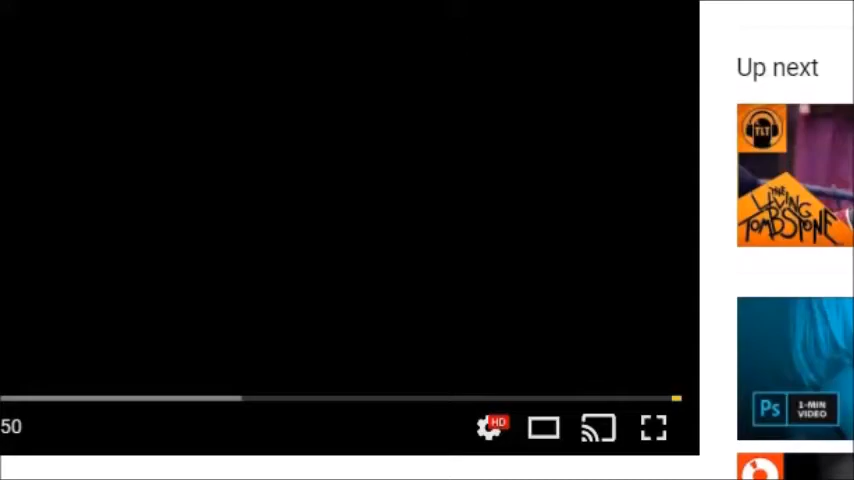 Up next
TLT
THE
LIVING
TOMBSTONE
Ps
1-MIN
VIDEO
HD
50